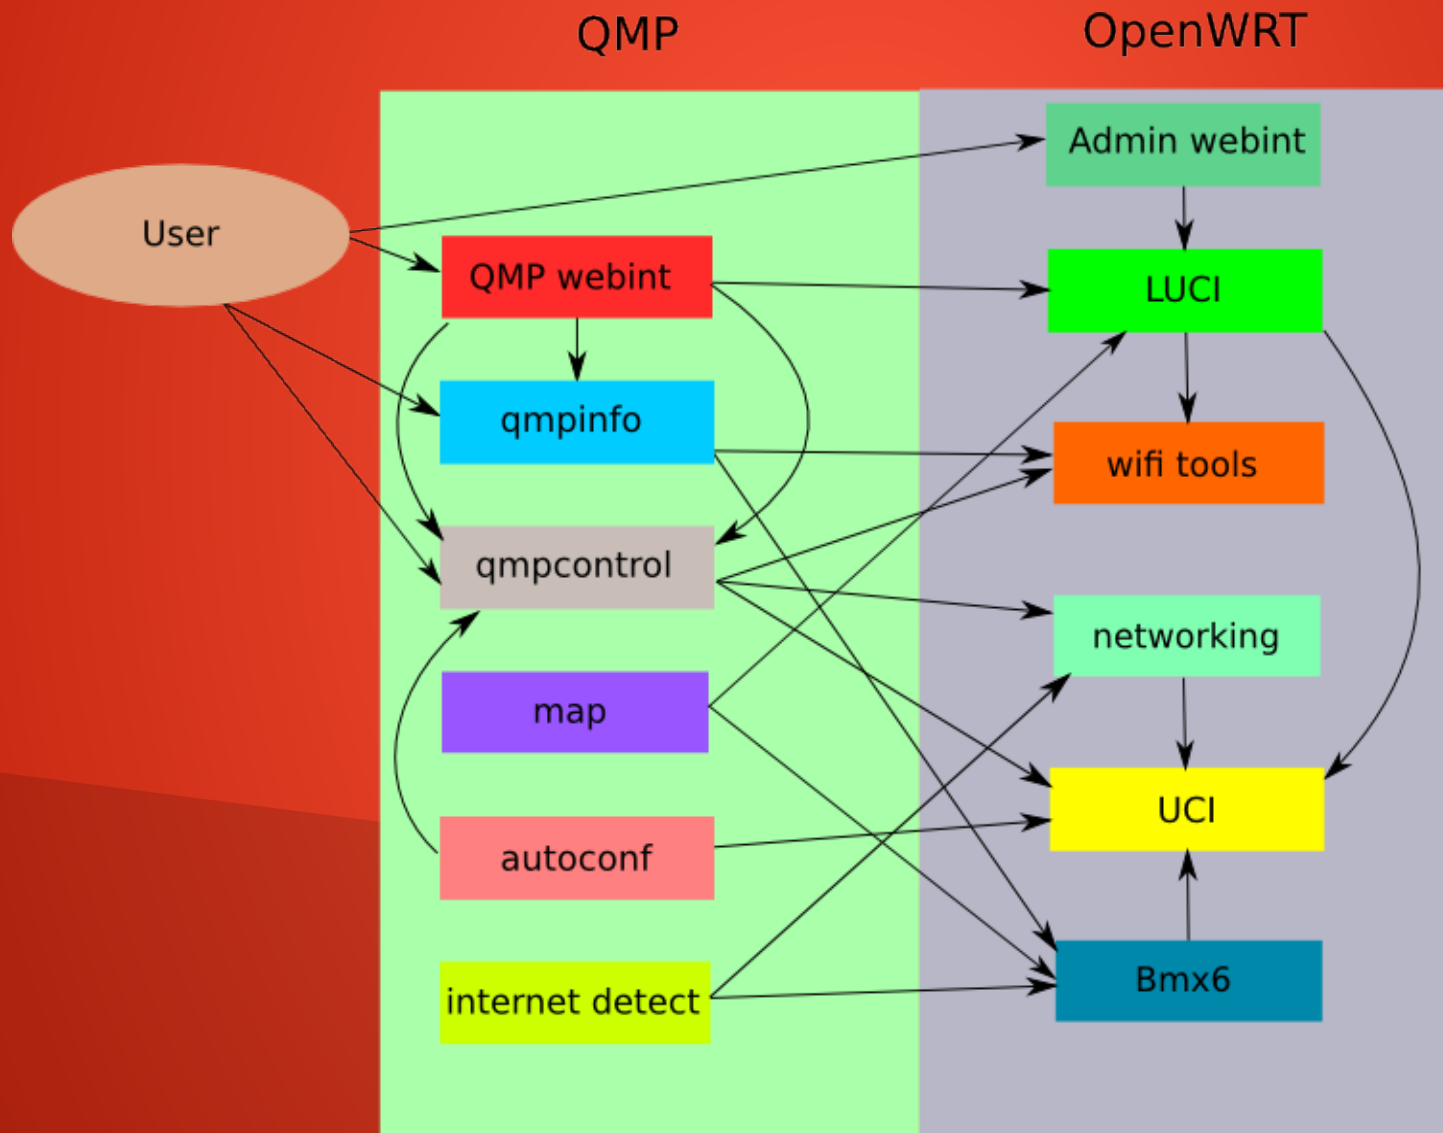 QMP
OpenWRT
User
QMP webint
qmpinfo
qmpcontrol
map
autoconf
internet detect
Admin webint
LUCI
wifi tools
networking
UCI
Bmx6